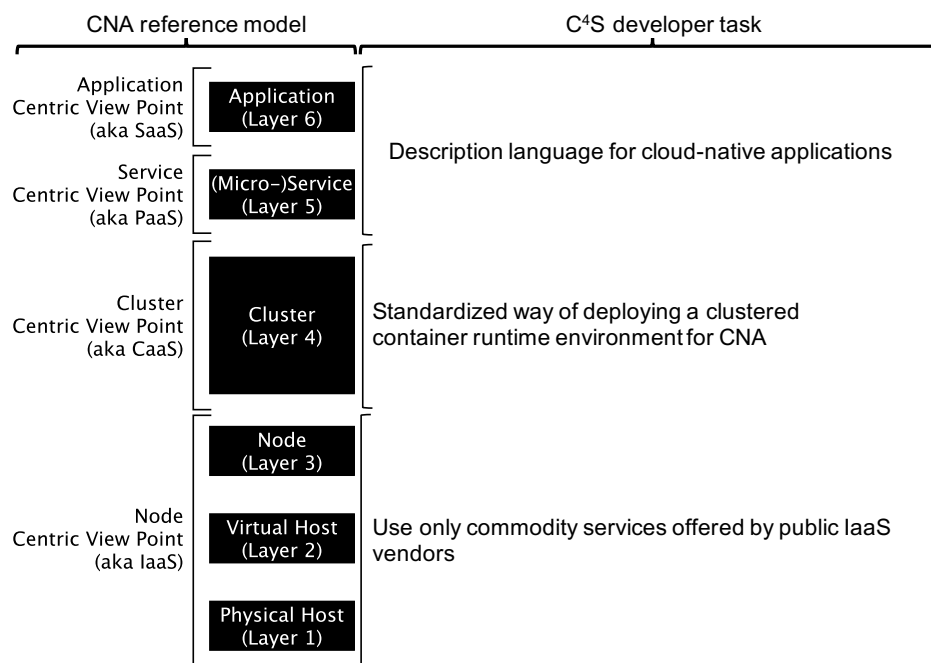 CNA reference model
C⁴S developer task
Application
Centric View Point
(aka SaaS)
Application
(Layer 6)
Description language for cloud-native applications
Service
Centric View Point
(aka PaaS)
(Micro-)Service
(Layer 5)
Cluster
Centric View Point
(aka CaaS)
Cluster
(Layer 4)
Standardized way of deploying a clustered
container runtime environment for CNA
Node
Centric View Point
(aka IaaS)
Node
(Layer 3)
Virtual Host
(Layer 2)
Physical Host
(Layer 1)
Use only commodity services offered by public IaaS
vendors